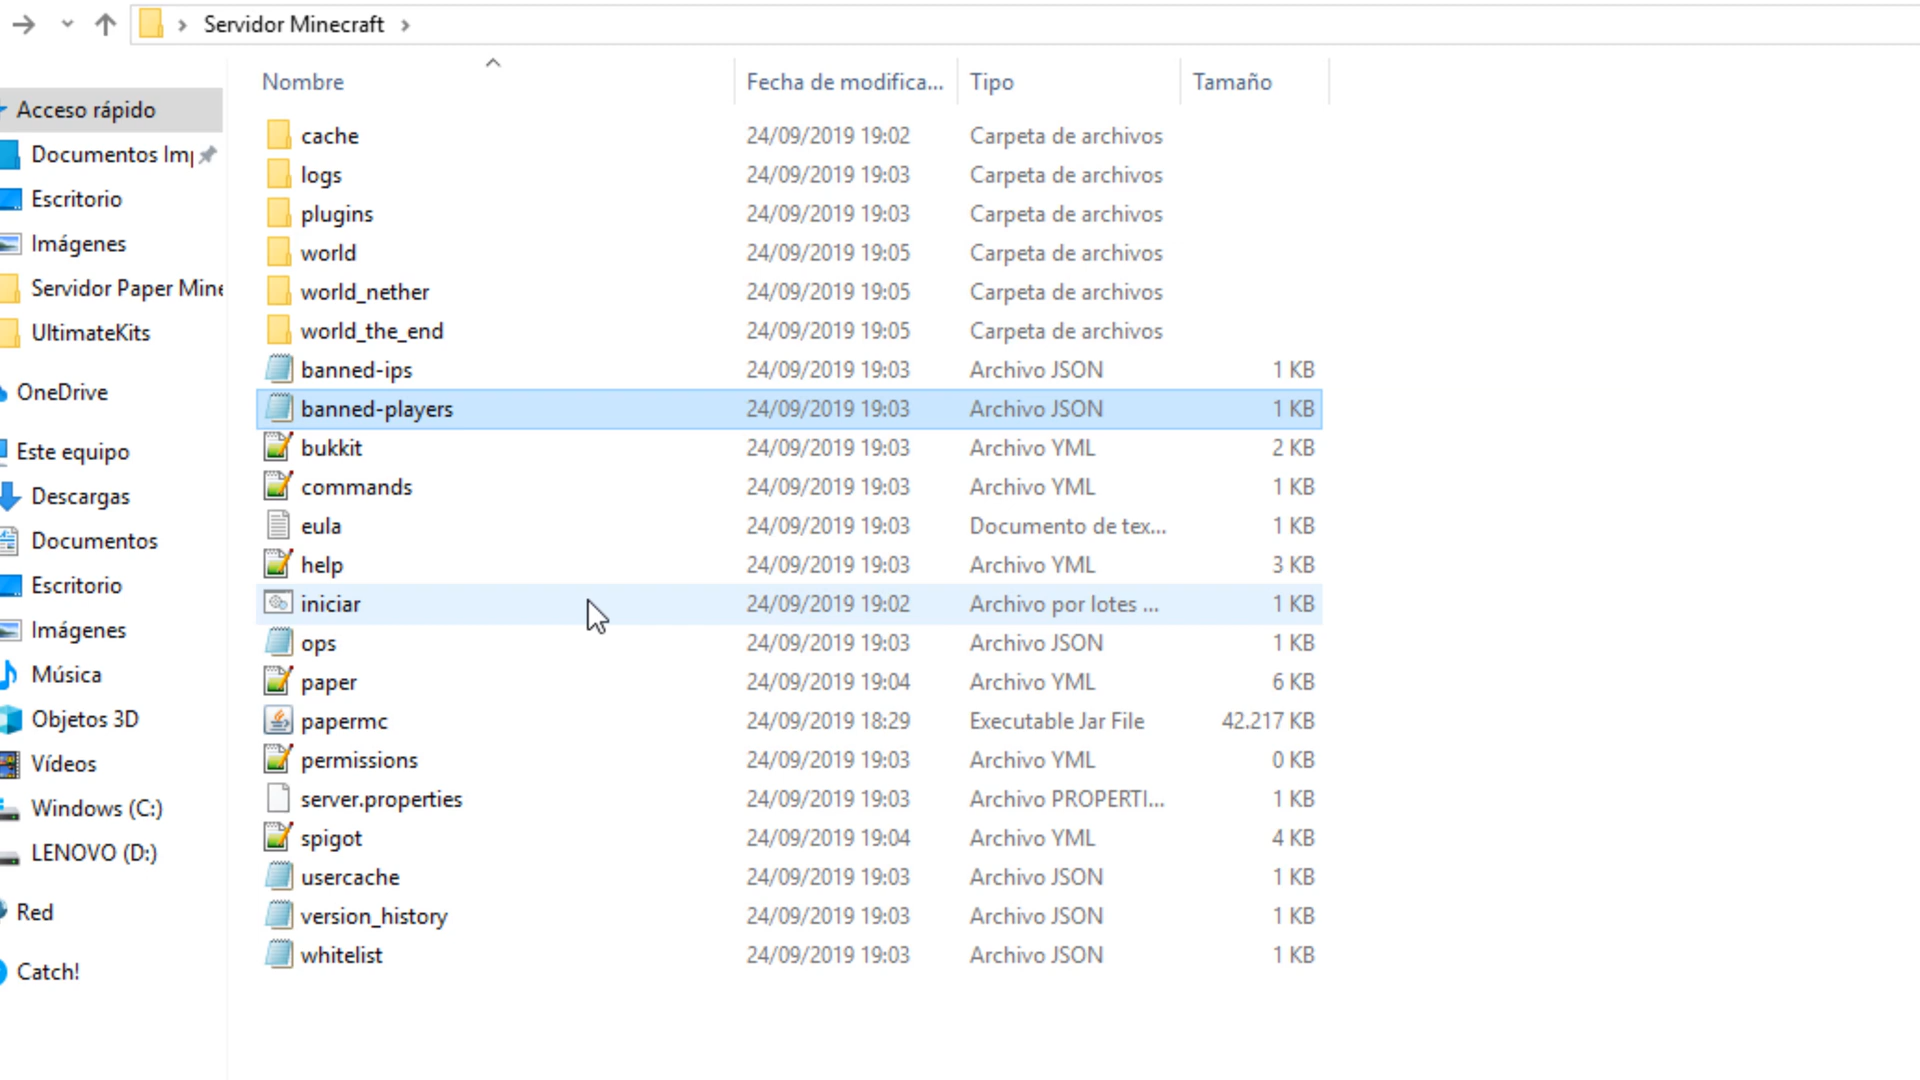 Servidor Minecraft
Nombre Fecha de modifica... Tipo Tamaño
Acceso rápido
Documentos Im
Escritorio
Imágenes
Servidor Paper Mine
UltimateKits
OneDrive
Este equipo
Descargas
Documentos
Escritorio
Imágenes
Música
Objetos 3D
Vídeos
Windows (C:)
LENOVO (D:)
Red
Catch!
cache 24/09/2019 19:02 Carpeta de archivos
logs 24/09/2019 19:03 Carpeta de archivos
plugins 24/09/2019 19:03 Carpeta de archivos
world 24/09/2019 19:05 Carpeta de archivos
world_nether 24/09/2019 19:05 Carpeta de archivos
world_the_end 24/09/2019 19:05 Carpeta de archivos
banned-ips 24/09/2019 19:03 Archivo JSON 1 KB
banned-players 24/09/2019 19:03 Archivo JSON 1 KB
bukkit 24/09/2019 19:03 Archivo YML 2 KB
commands 24/09/2019 19:03 Archivo YML 1 KB
eula 24/09/2019 19:03 Documento de tex... 1 KB
help 24/09/2019 19:03 Archivo YML 3 KB
iniciar 24/09/2019 19:02 Archivo por lotes ... 1 KB
ops 24/09/2019 19:03 Archivo JSON 1 KB
paper 24/09/2019 19:04 Archivo YML 6 KB
papermc 24/09/2019 18:29 Executable Jar File 42.217 KB
permissions 24/09/2019 19:03 Archivo YML 0 KB
server.properties 24/09/2019 19:03 Archivo PROPERTI... 1 KB
spigot 24/09/2019 19:04 Archivo YML 4 KB
usercache 24/09/2019 19:03 Archivo JSON 1 KB
version_history 24/09/2019 19:03 Archivo JSON 1 KB
whitelist 24/09/2019 19:03 Archivo JSON 1 KB